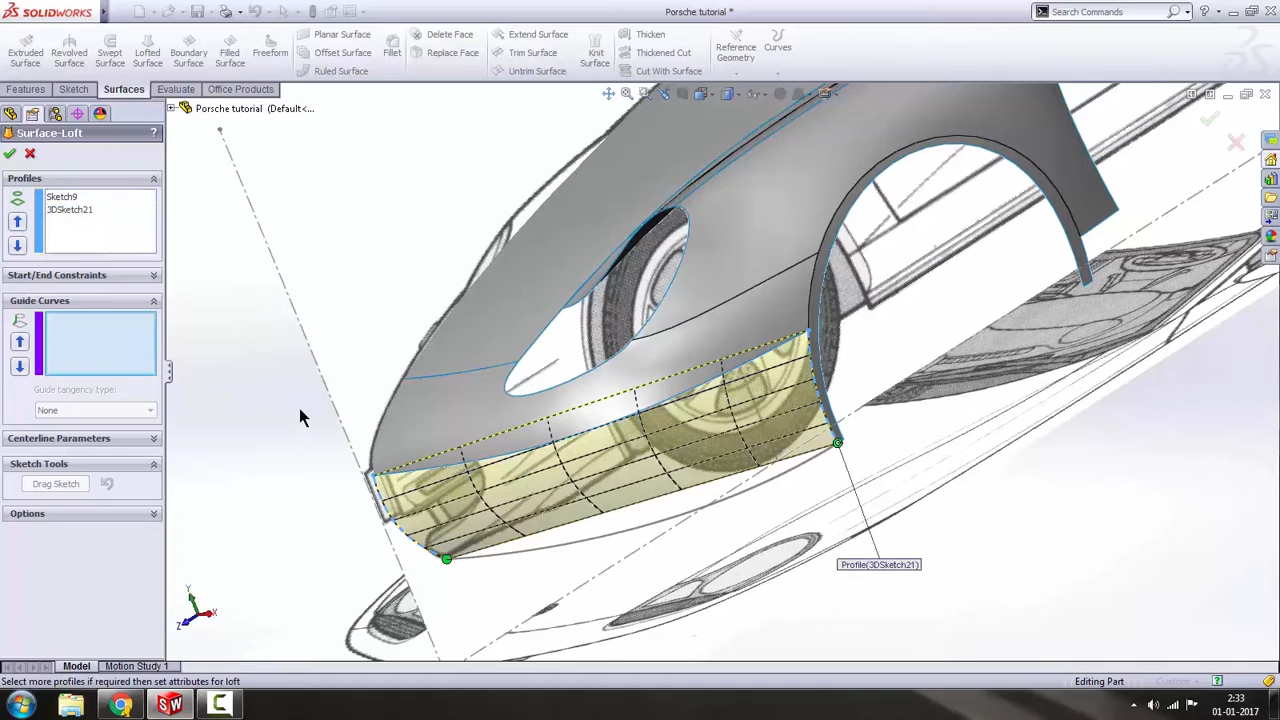 SOLIDWORKS
Porsche tutorial *
Search Commands
Extruded Surface
Revolved Surface
Swept Surface
Lofted Surface
Boundary Surface
Filled Surface
Freeform
Planar Surface
Offset Surface
Ruled Surface
Fillet
Delete Face
Replace Face
Extend Surface
Trim Surface
Untrim Surface
Knit Surface
Thicken
Thickened Cut
Cut With Surface
Reference Geometry
Curves
Features
Sketch
Surfaces
Evaluate
Office Products
Porsche tutorial (Default<...
Surface-Loft
?
Profiles
Sketch9
3DSketch21
Start/End Constraints
Guide Curves
Guide tangency type:
None
Centerline Parameters
Sketch Tools
Drag Sketch
Options
Profile(3DSketch21)
Y
X
Z
Model
Motion Study 1
Select more profiles if required then set attributes for loft
Editing Part
Custom
?
SW
2:33
01-01-2017